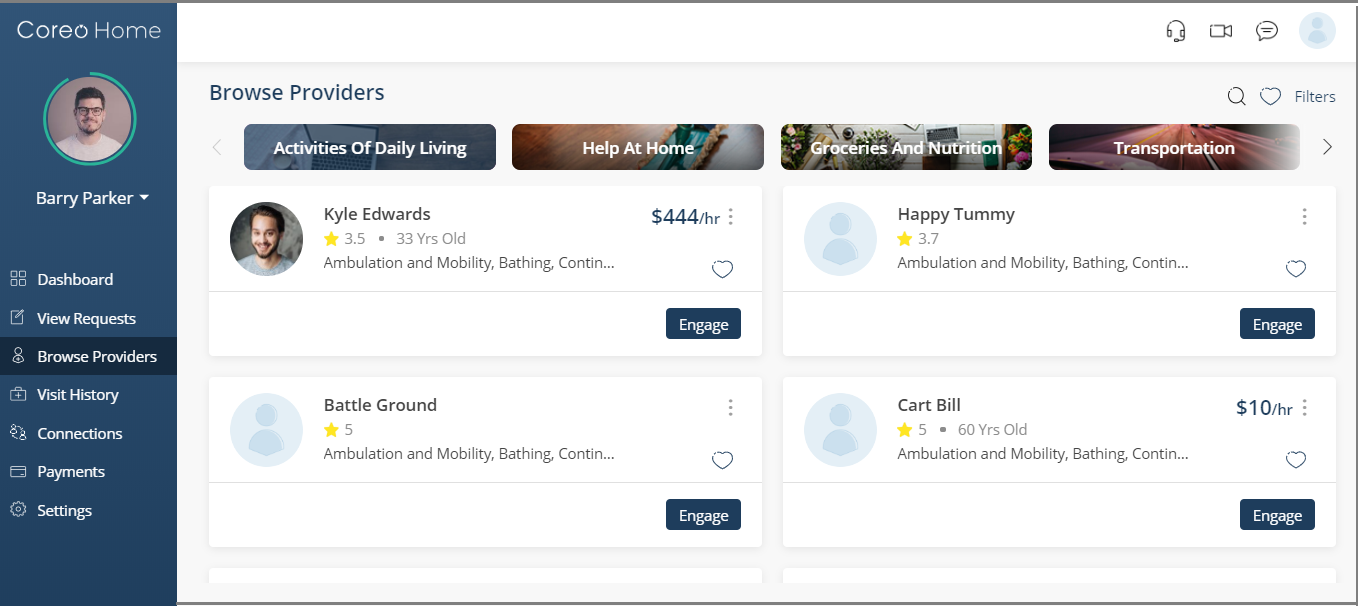 Coreo Home
Barry Parker
Dashboard
View Requests
Browse Providers
Visit History
Connections
Payments
Settings
Browse Providers
Filters
Activities Of Daily Living
Help At Home
Groceries And Nutrition
Transportation
Kyle Edwards
$444/hr
3.5 • 33 Yrs Old
Ambulation and Mobility, Bathing, Contin...
Engage
Happy Tummy
3.7
Ambulation and Mobility, Bathing, Contin...
Engage
Battle Ground
5
Ambulation and Mobility, Bathing, Contin...
Engage
Cart Bill
$10/hr
5 • 60 Yrs Old
Ambulation and Mobility, Bathing, Contin...
Engage